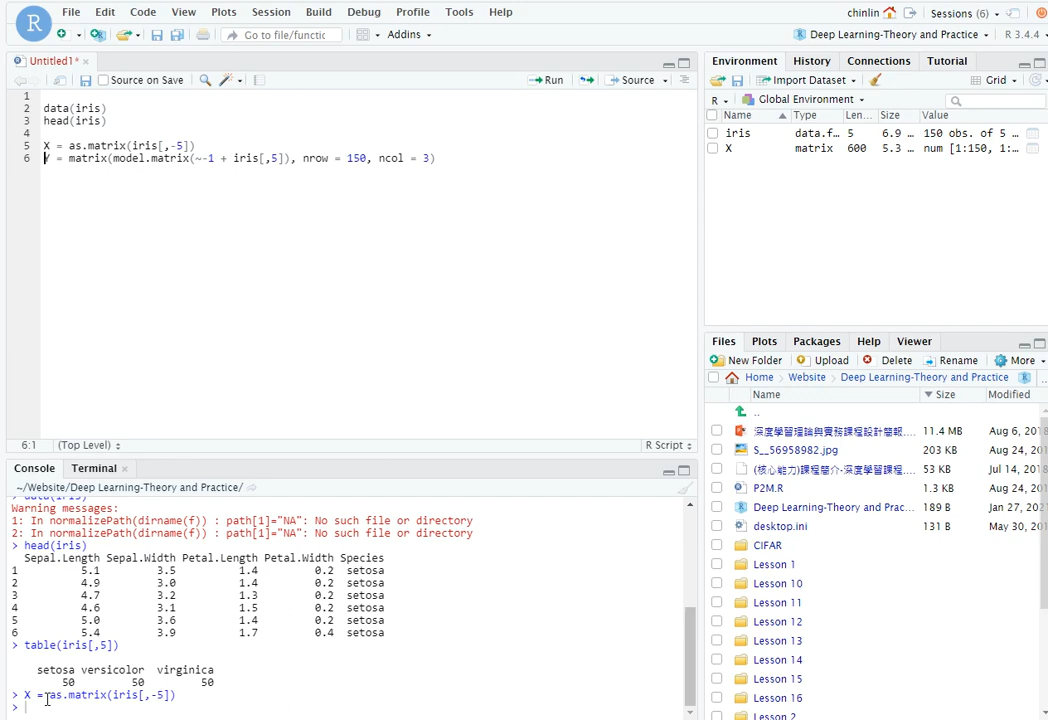 File Edit Code View Plots Session Build Debug Profile Tools Help
chinlin
Sessions (6)
R
Go to file/functic
Addins
Deep Learning-Theory and Practice
R 3.4.4
Untitled1* ×
Source on Save
Run
Source
1
2 data(iris)
3 head(iris)
4
5 X = as.matrix(iris[,-5])
6 Y = matrix(model.matrix(~-1 + iris[,5]), nrow = 150, ncol = 3)
6:1 (Top Level)
R Script
Console Terminal ×
~/Website/Deep Learning-Theory and Practice/
> data(iris)
Warning messages:
1: In normalizePath(dirname(f)) : path[1]="NA": No such file or directory
2: In normalizePath(dirname(f)) : path[1]="NA": No such file or directory
> head(iris)
Sepal.Length Sepal.Width Petal.Length Petal.Width Species
1 5.1 3.5 1.4 0.2 setosa
2 4.9 3.0 1.4 0.2 setosa
3 4.7 3.2 1.3 0.2 setosa
4 4.6 3.1 1.5 0.2 setosa
5 5.0 3.6 1.4 0.2 setosa
6 5.4 3.9 1.7 0.4 setosa
> table(iris[,5])
setosa versicolor virginica
50 50 50
> X = as.matrix(iris[,-5])
>
Environment History Connections Tutorial
Import Dataset
Grid
R
Global Environment
Name Type Len... Size Value
iris data.f... 5 6.9 ... 150 obs. of 5 ...
X matrix 600 5.3 ... num [1:150, 1:...
Files Plots Packages Help Viewer
New Folder Upload Delete Rename More
Home Website Deep Learning-Theory and Practice ...
Name Size Modified
..
深度學習理論與實務課程設計簡報.... 11.4 MB Aug 6, 201
S__56958982.jpg 203 KB Aug 24, 201
(核心能力)課程簡介-深度學習課程.... 53 KB Jul 14, 201
P2M.R 1.3 KB Aug 24, 201
Deep Learning-Theory and Prac... 189 B Jan 27, 202
desktop.ini 131 B May 30, 201
CIFAR
Lesson 1
Lesson 10
Lesson 11
Lesson 12
Lesson 13
Lesson 14
Lesson 15
Lesson 16
Lesson 2